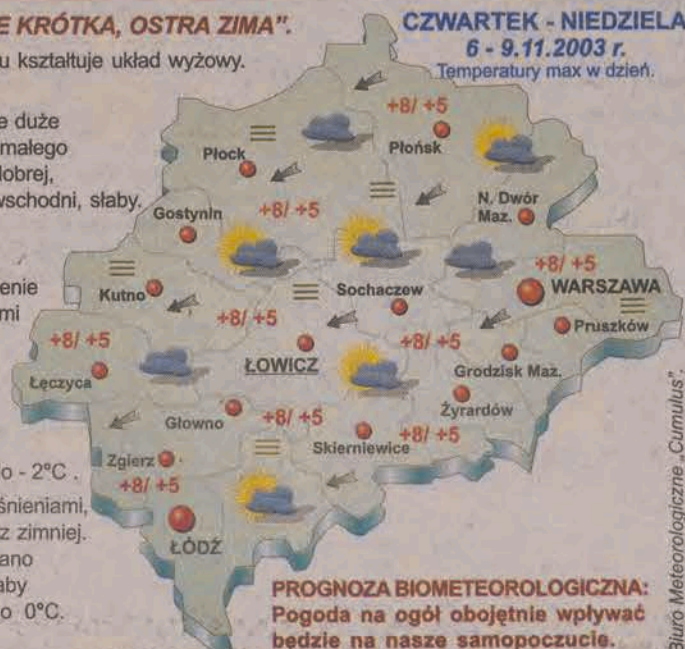 E KRÓTKA, OSTRA ZIMA".
u kształtuje układ wyżowy.
e duże
małego
dobrej,
wschodni, słaby.
enie
mi
o - 2°C .
śnieniami,
z zimniej.
ano
aby
o 0°C.
CZWARTEK - NIEDZIELA
6 - 9.11.2003 r.
Temperatury max w dzień.
+8/ +5
Płońsk
Płock
N. Dwór
Maz.
Gostynin
+8/ +5
+8/ +5
WARSZAWA
Kutno
Sochaczew
Pruszków
+8/ +5
+8/ +5
+8/ +5
Łęczyca
ŁOWICZ
Grodzisk Maz.
Żyrardów
Głowno
+8/ +5
Skierniewice
+8/ +5
Zgierz
+8/ +5
ŁÓDŹ
PROGNOZA BIOMETEOROLOGICZNA:
Pogoda na ogół obojętnie wpływać
będzie na nasze samopoczucie.
Biuro Meteorologiczne „Cumulus".